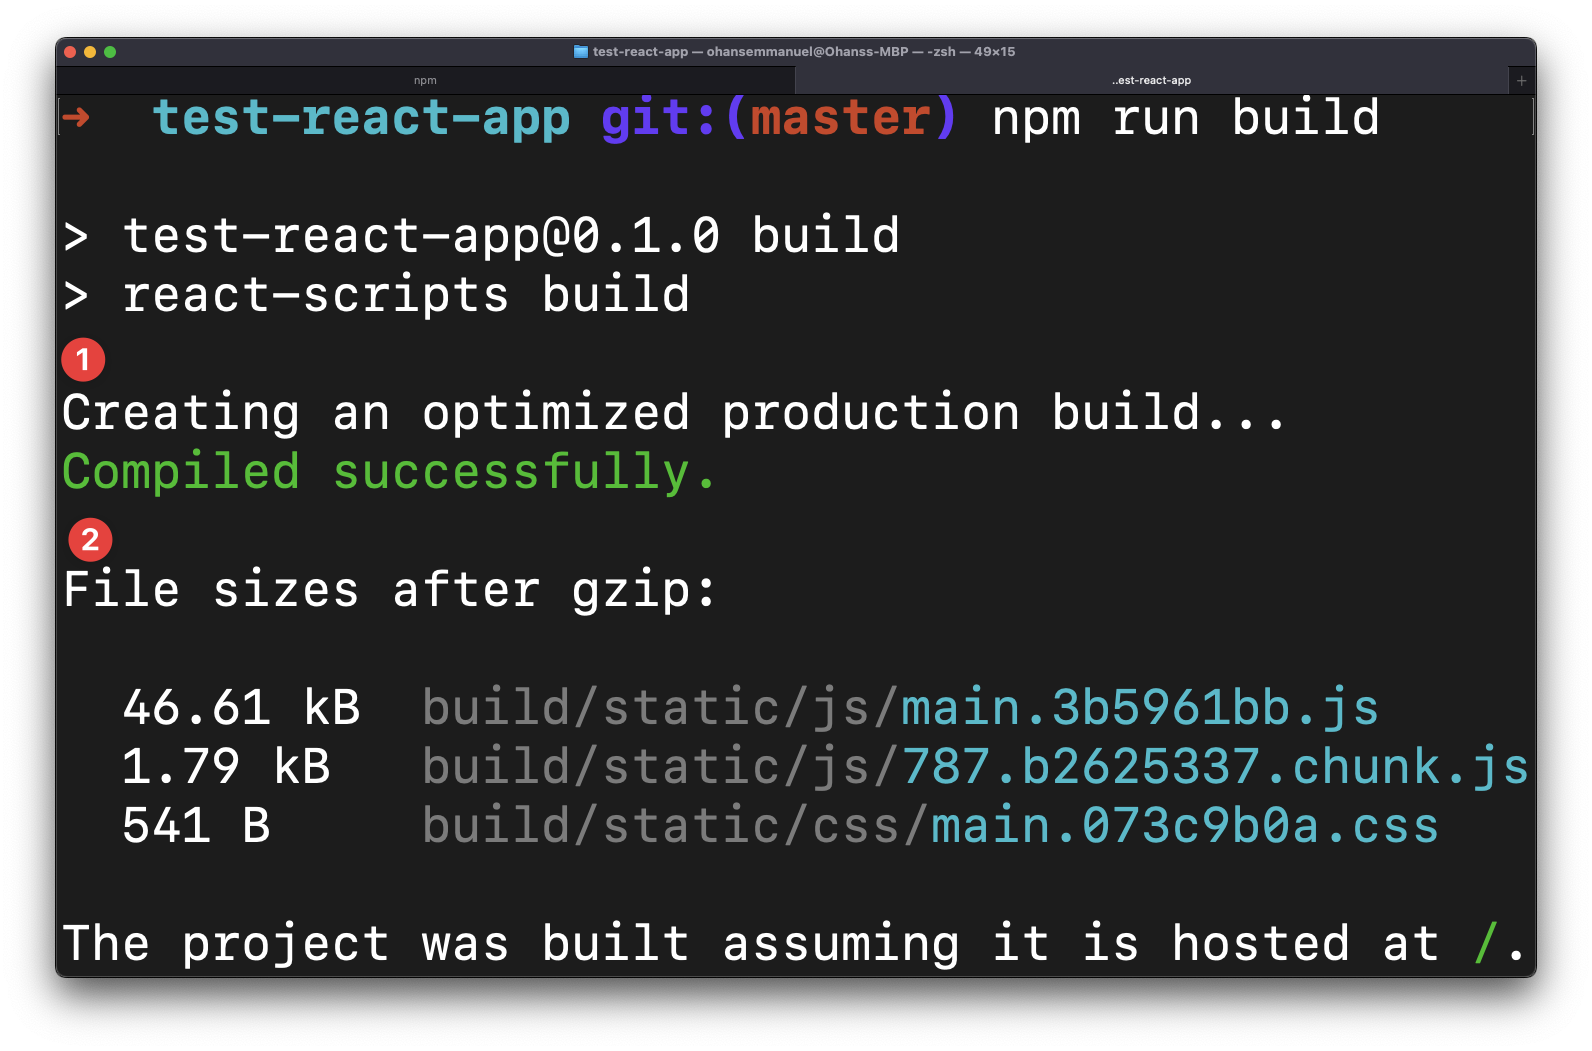 test-react-app — ohansemmanuel@Ohanss-MBP — -zsh — 49×15
npm
..est-react-app
+
➜ test-react-app git:(master) npm run build
> test-react-app@0.1.0 build
> react-scripts build
1
Creating an optimized production build...
Compiled successfully.
2
File sizes after gzip:
46.61 kB build/static/js/main.3b5961bb.js
1.79 kB build/static/js/787.b2625337.chunk.js
541 B build/static/css/main.073c9b0a.css
The project was built assuming it is hosted at /.